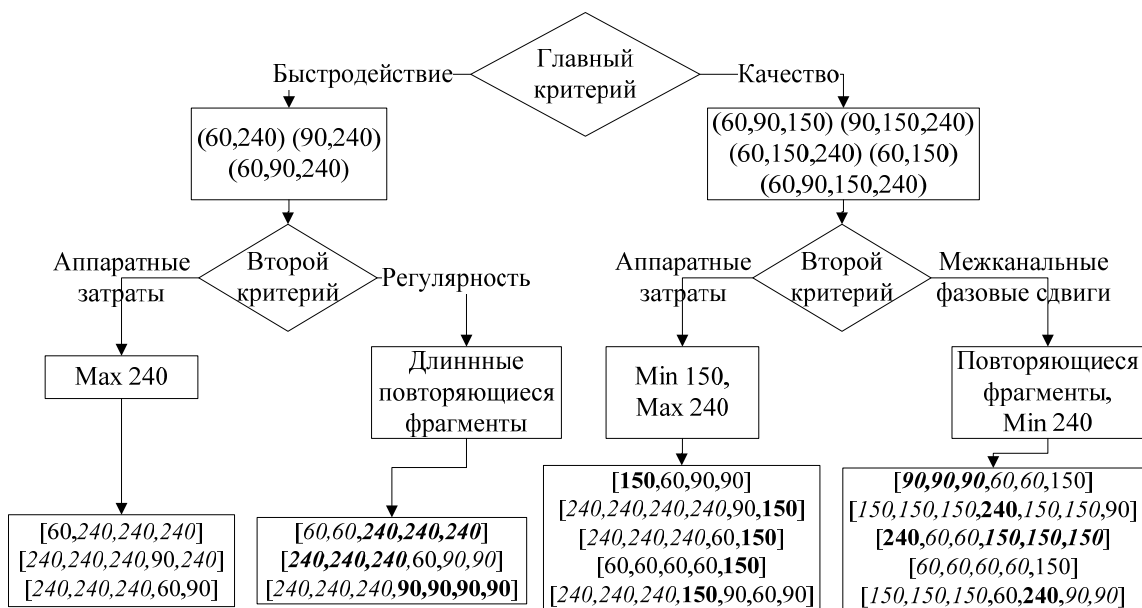 Главный
критерий
Быстродействие
Качество
(60,240) (90,240)
(60,90,240)
(60,90,150) (90,150,240)
(60,150,240) (60,150)
(60,90,150,240)
Аппаратные
затраты
Второй
критерий
Регулярность
Аппаратные
затраты
Второй
критерий
Межканальные
фазовые сдвиги
Max 240
Длиннные
повторяющиеся
фрагменты
Min 150,
Max 240
Повторяющиеся
фрагменты,
Min 240
[60,240,240,240]
[240,240,240,90,240]
[240,240,240,60,90]
[60,60,240,240,240]
[240,240,240,60,90,90]
[240,240,240,90,90,90,90]
[150,60,90,90]
[240,240,240,240,90,150]
[240,240,240,60,150]
[60,60,60,60,150]
[240,240,240,150,90,60,90]
[90,90,90,60,60,150]
[150,150,150,240,150,150,90]
[240,60,60,150,150,150]
[60,60,60,60,150]
[150,150,150,60,240,90,90]